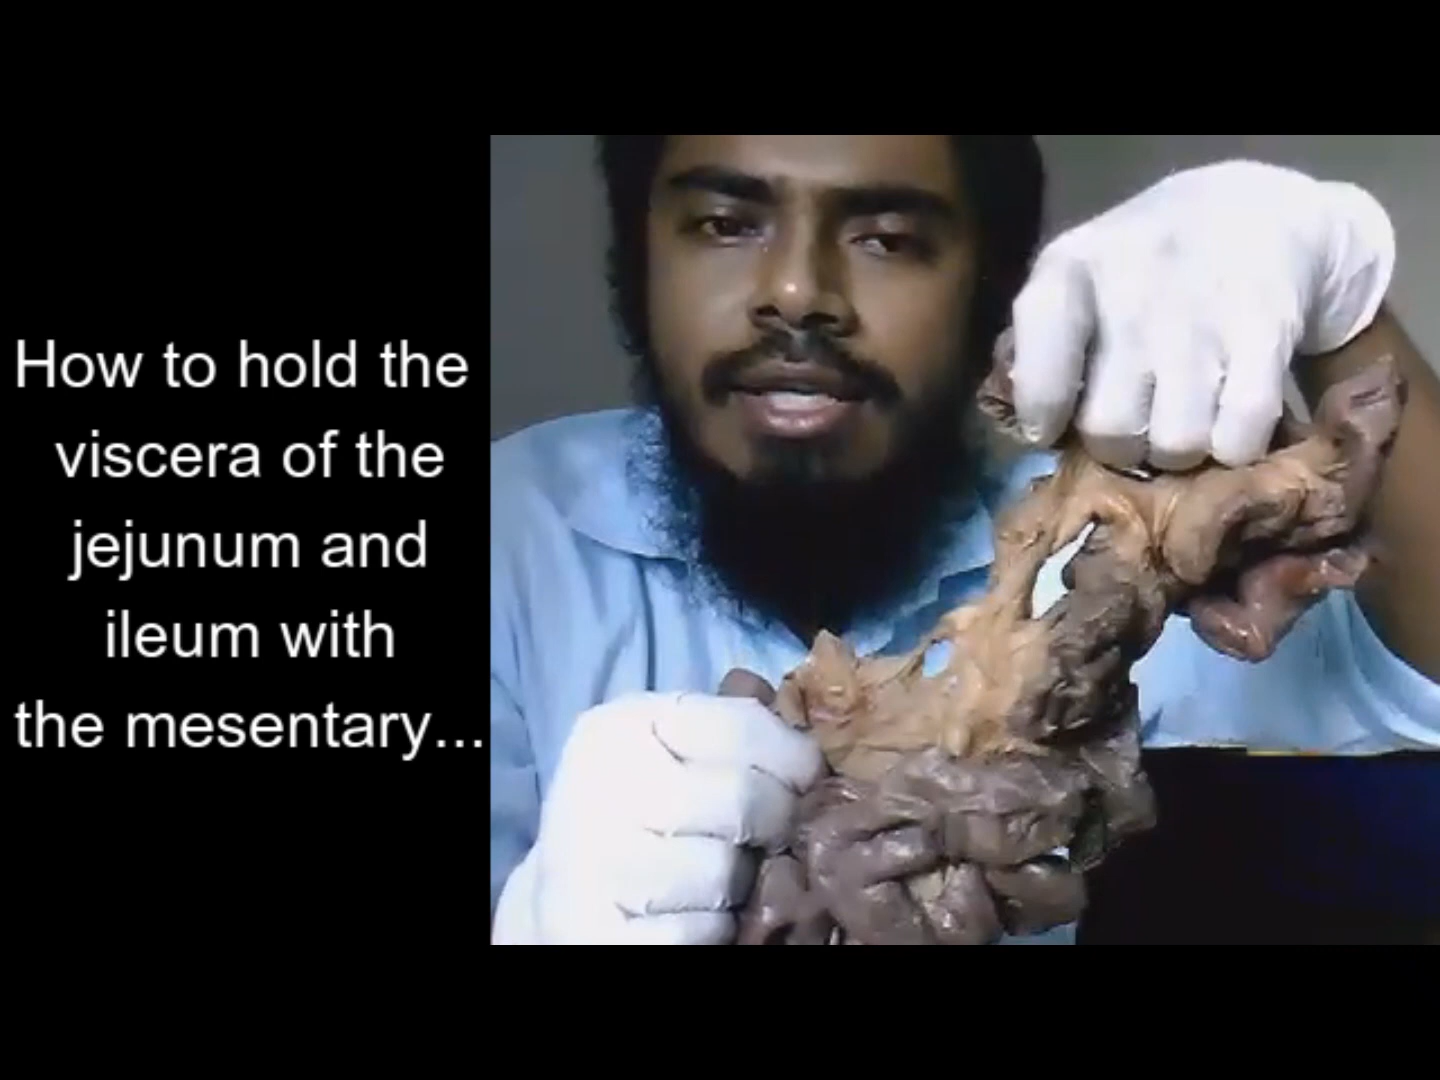 How to hold the
viscera of the
jejunum and
ileum with
the mesentary...